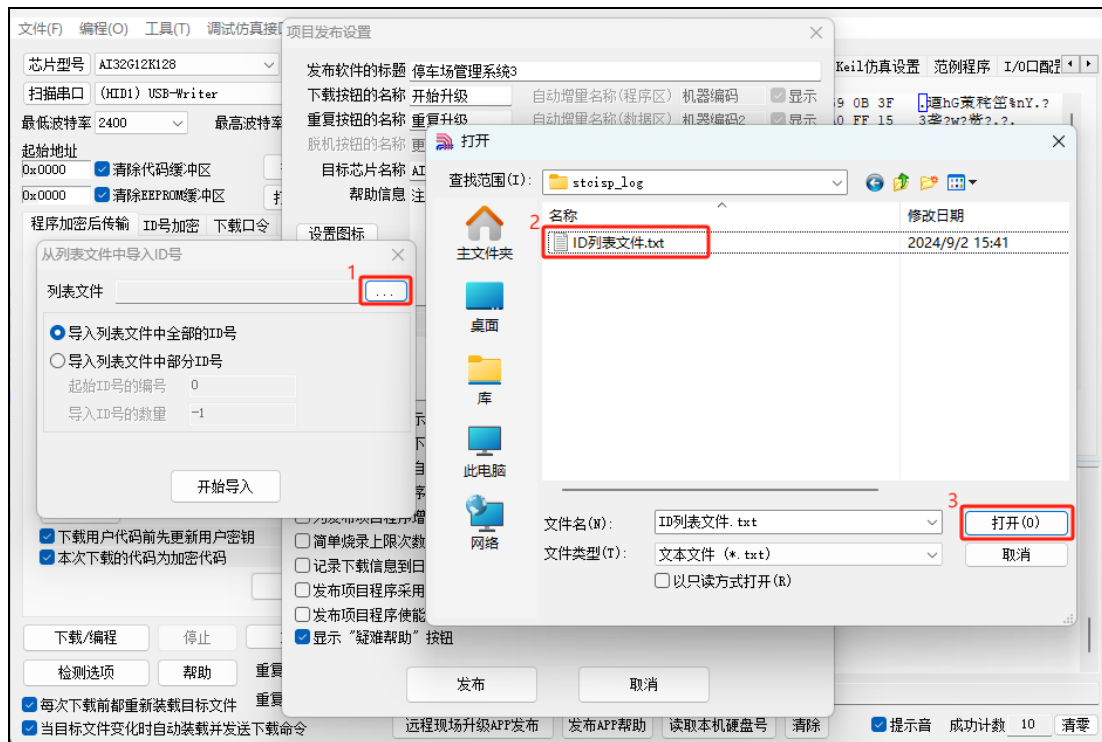 文件(F) 编程(O) 工具(T) 调试仿真接
项目发布设置
芯片型号 AI32G12K128
扫描串口 (HID1) USB-Writer
最低波特率 2400 最高波特率
起始地址
0x0000 清除代码缓冲区
0x0000 清除EEPROM缓冲区
程序加密后传输 ID号加密 下载口令
发布软件的标题 停车场管理系统3
下载按钮的名称 开始升级 自动增量名称(程序区) 机器编码 显示
重复按钮的名称 重复升级 自动增量名称(数据区) 机器编码2 显示
脱机按钮的名称 更
目标芯片名称 AI
帮助信息 注
设置图标
Keil仿真设置 范例程序 I/O口配
9 0B 3F
0 FF 15
从列表文件中导入ID号
1
列表文件 ...
导入列表文件中全部的ID号
导入列表文件中部分ID号
起始ID号的编号 0
导入ID号的数量 -1
开始导入
打开
查找范围(I): stcisp_log
主文件夹
桌面
库
此电脑
网络
名称 修改日期
2
ID列表文件.txt 2024/9/2 15:41
3
文件名(N): ID列表文件.txt 打开(O)
文件类型(T): 文本文件 (*.txt) 取消
以只读方式打开(R)
下载用户代码前先更新用户密钥
本次下载的代码为加密代码
简单烧录上限次数
记录下载信息到日
发布项目程序采用
发布项目程序使能
显示 "疑难帮助" 按钮
发布 取消
下载/编程 停止
检测选项 帮助 重复
每次下载前都重新装载目标文件 重复
当目标文件变化时自动装载并发送下载命令
远程现场升级APP发布 发布APP帮助 读取本机硬盘号 清除
提示音 成功计数 10 清零